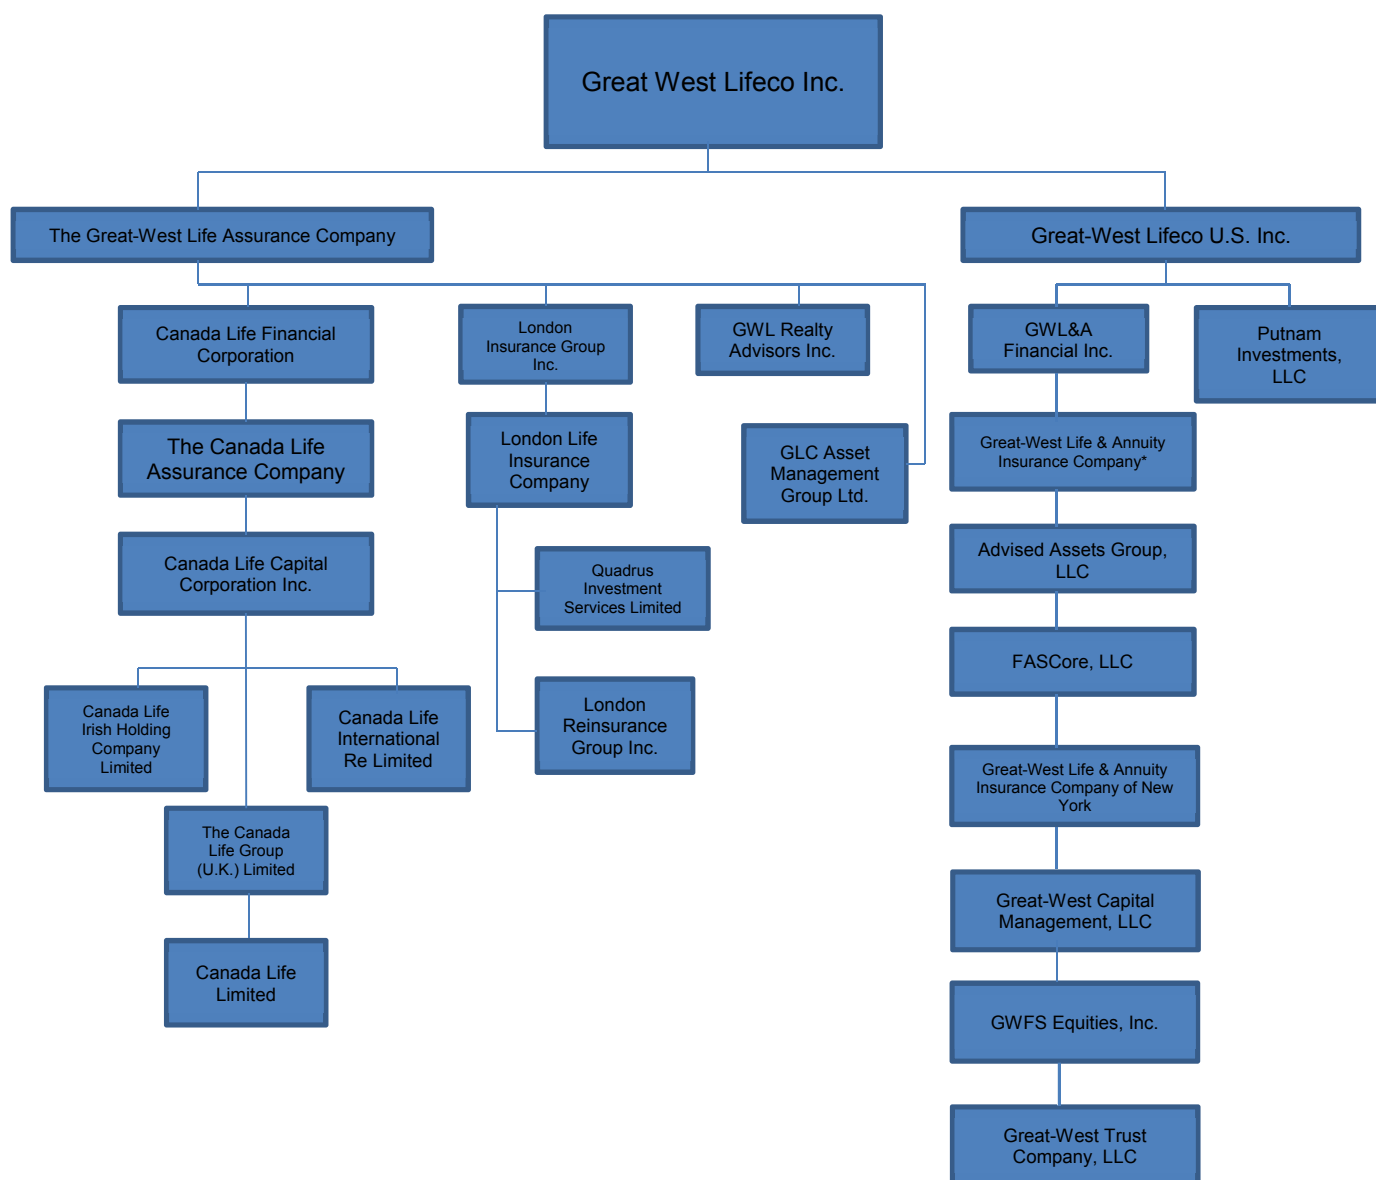 Great West Lifeco Inc.
The Great-West Life Assurance Company
Great-West Lifeco U.S. Inc.
Canada Life Financial
Corporation
London
Insurance Group
Inc.
GWL Realty
Advisors Inc.
GWL&A
Financial Inc.
Putnam
Investments,
LLC
The Canada Life
Assurance Company
London Life
Insurance
Company
GLC Asset
Management
Group Ltd.
Great-West Life & Annuity
Insurance Company*
Canada Life Capital
Corporation Inc.
Quadrus
Investment
Services Limited
Advised Assets Group,
LLC
FASCore, LLC
Canada Life
Irish Holding
Company
Limited
Canada Life
International
Re Limited
London
Reinsurance
Group Inc.
Great-West Life & Annuity
Insurance Company of New
York
The Canada
Life Group
(U.K.) Limited
Great-West Capital
Management, LLC
Canada Life
Limited
GWFS Equities, Inc.
Great-West Trust
Company, LLC